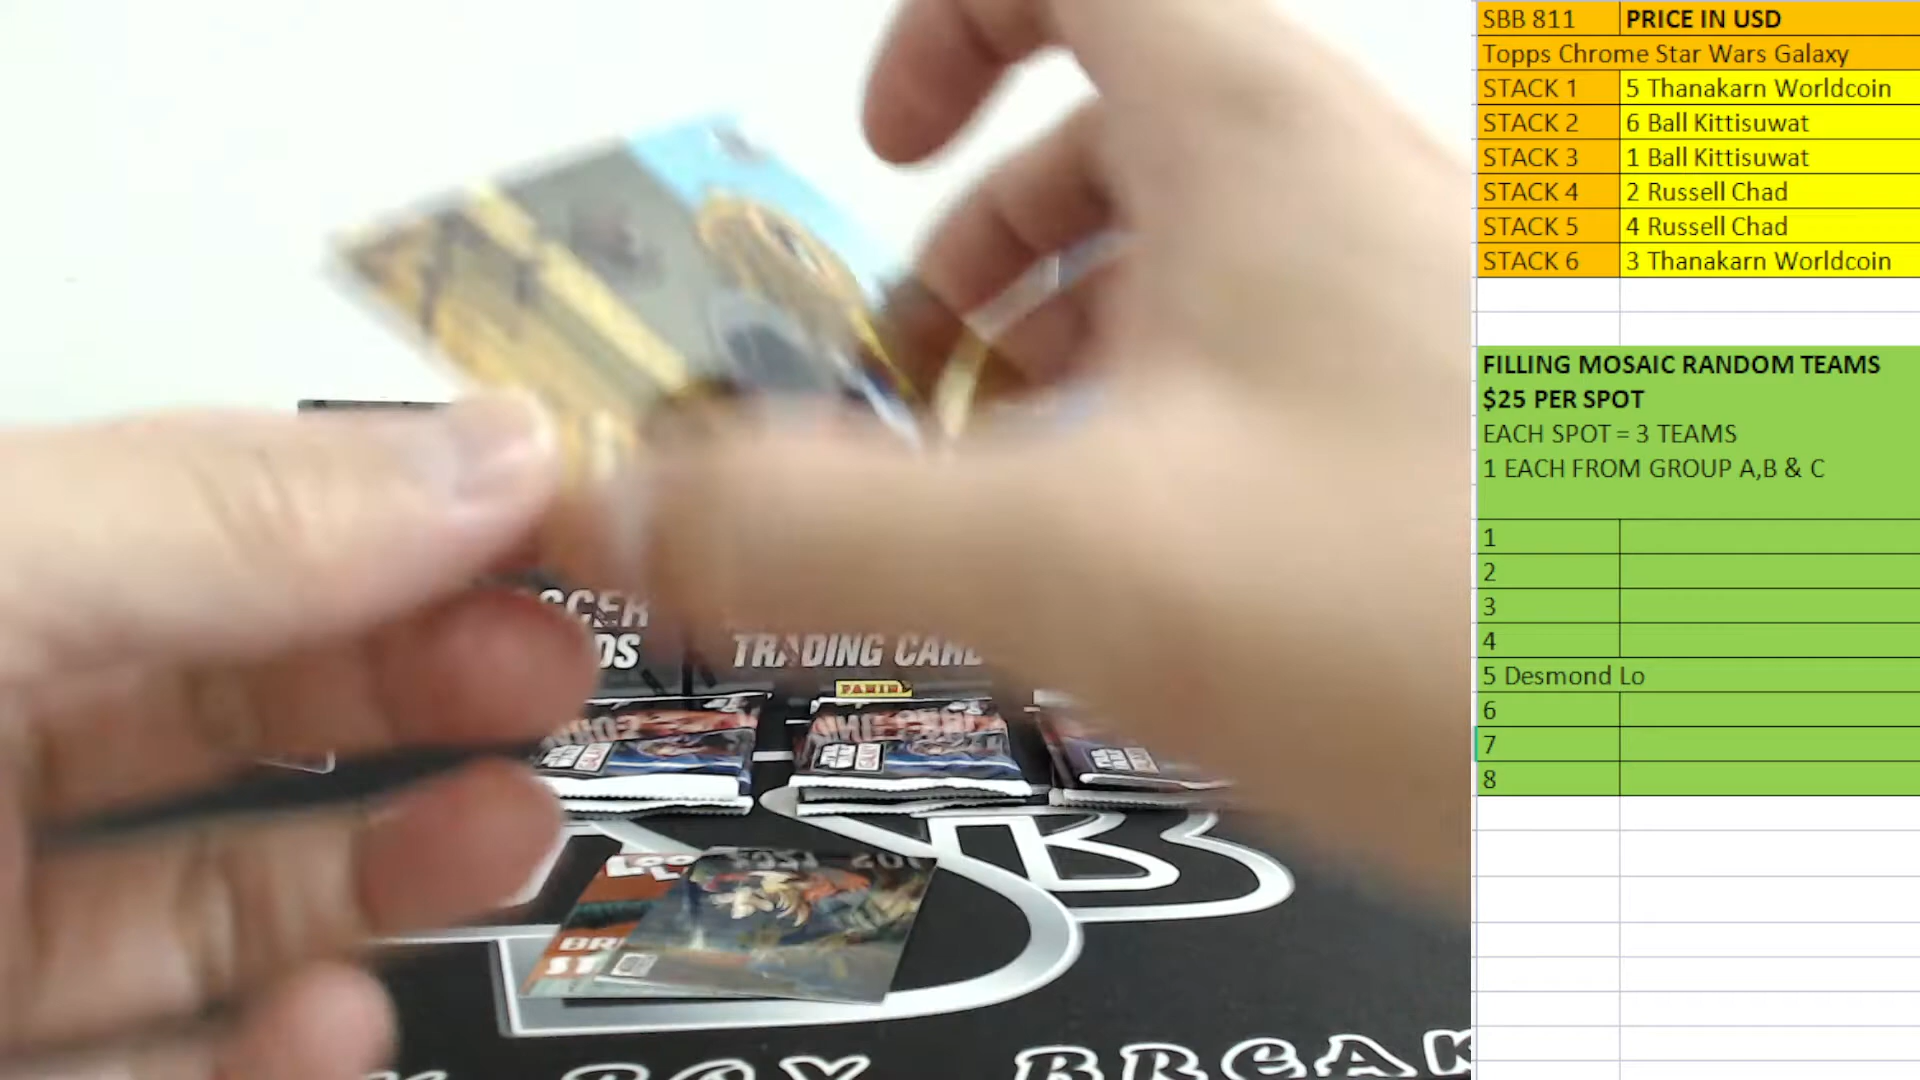 SBB 811 PRICE IN USD
Topps Chrome Star Wars Galaxy
STACK 1 5 Thanakarn Worldcoin
STACK 2 6 Ball Kittisuwat
STACK 3 1 Ball Kittisuwat
STACK 4 2 Russell Chad
STACK 5 4 Russell Chad
STACK 6 3 Thanakarn Worldcoin
FILLING MOSAIC RANDOM TEAMS
$25 PER SPOT
EACH SPOT = 3 TEAMS
1 EACH FROM GROUP A,B & C
1
2
3
4
5 Desmond Lo
6
7
8
TRADING CARD
PANINI
GALAXY
BOX BREAK